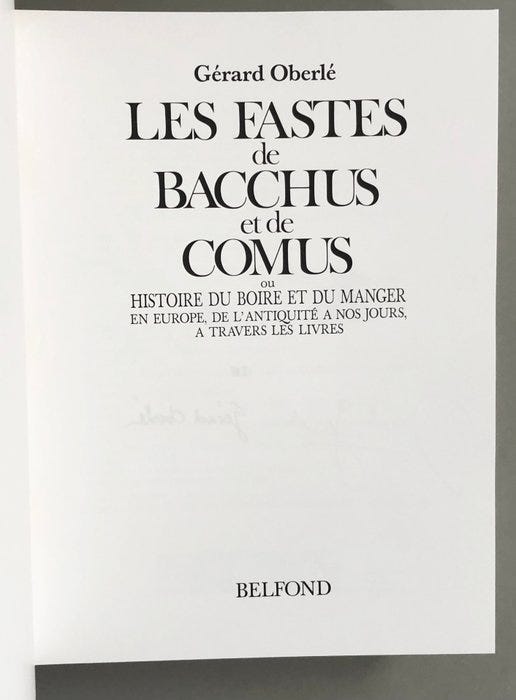 Gérard Oberlé
LES FASTES
de
BACCHUS
et de
COMUS
ou
HISTOIRE DU BOIRE ET DU MANGER
EN EUROPE, DE L'ANTIQUITÉ A NOS JOURS,
A TRAVERS LES LIVRES
BELFOND